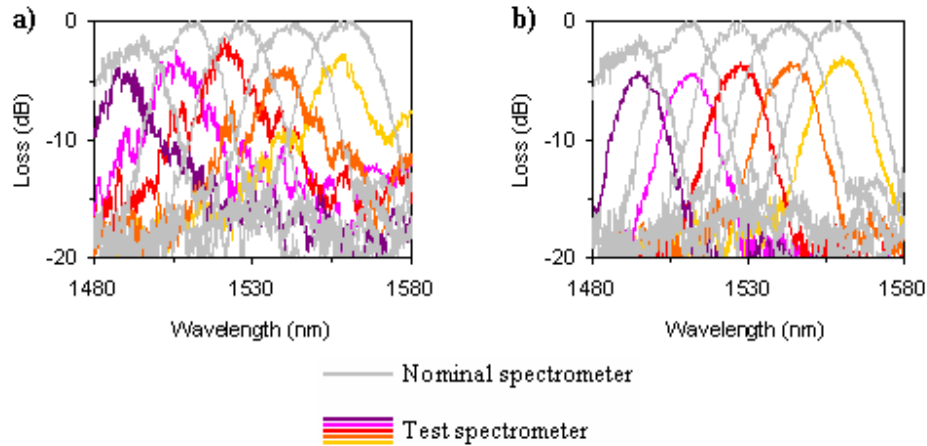 a)
0
-10
-20
Loss (dB)
1480
1530
1580
Wavelength (nm)
b)
0
-10
-20
Loss (dB)
1480
1530
1580
Wavelength (nm)
Nominal spectrometer
Test spectrometer